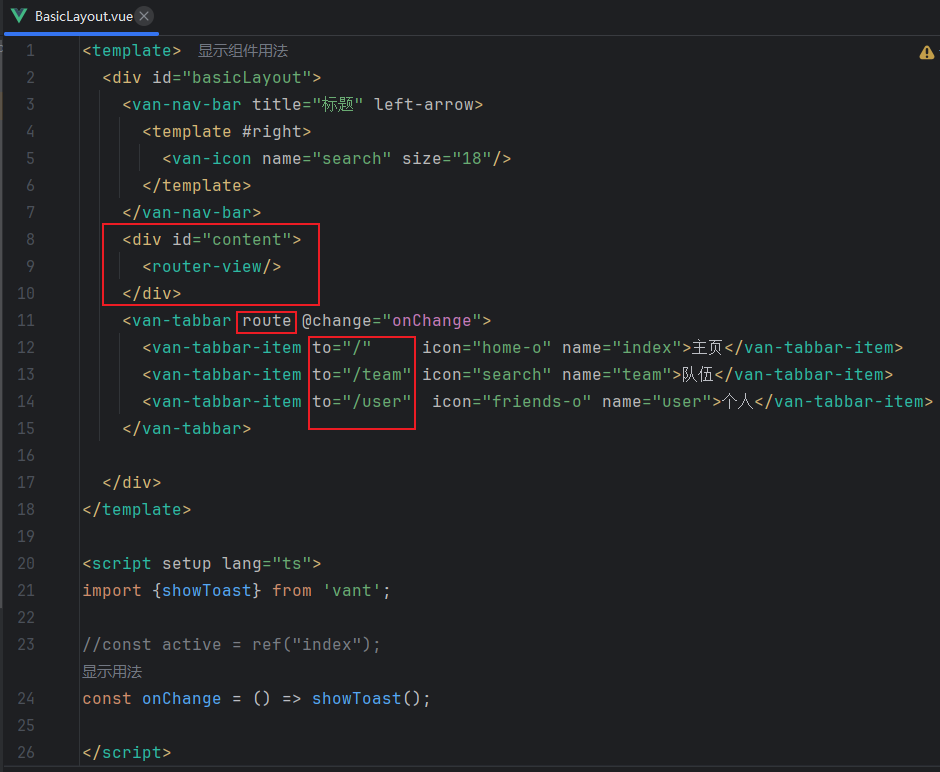 BasicLayout.vue
1 <template> 显示组件用法
2 <div id="basicLayout">
3 <van-nav-bar title="标题" left-arrow>
4 <template #right>
5 <van-icon name="search" size="18"/>
6 </template>
7 </van-nav-bar>
8 <div id="content">
9 <router-view/>
10 </div>
11 <van-tabbar route @change="onChange">
12 <van-tabbar-item to="/" icon="home-o" name="index">主页</van-tabbar-item>
13 <van-tabbar-item to="/team" icon="search" name="team">队伍</van-tabbar-item>
14 <van-tabbar-item to="/user" icon="friends-o" name="user">个人</van-tabbar-item>
15 </van-tabbar>
16
17 </div>
18 </template>
19
20 <script setup lang="ts">
21 import {showToast} from 'vant';
22
23 //const active = ref("index");
显示用法
24 const onChange = () => showToast();
25
26 </script>